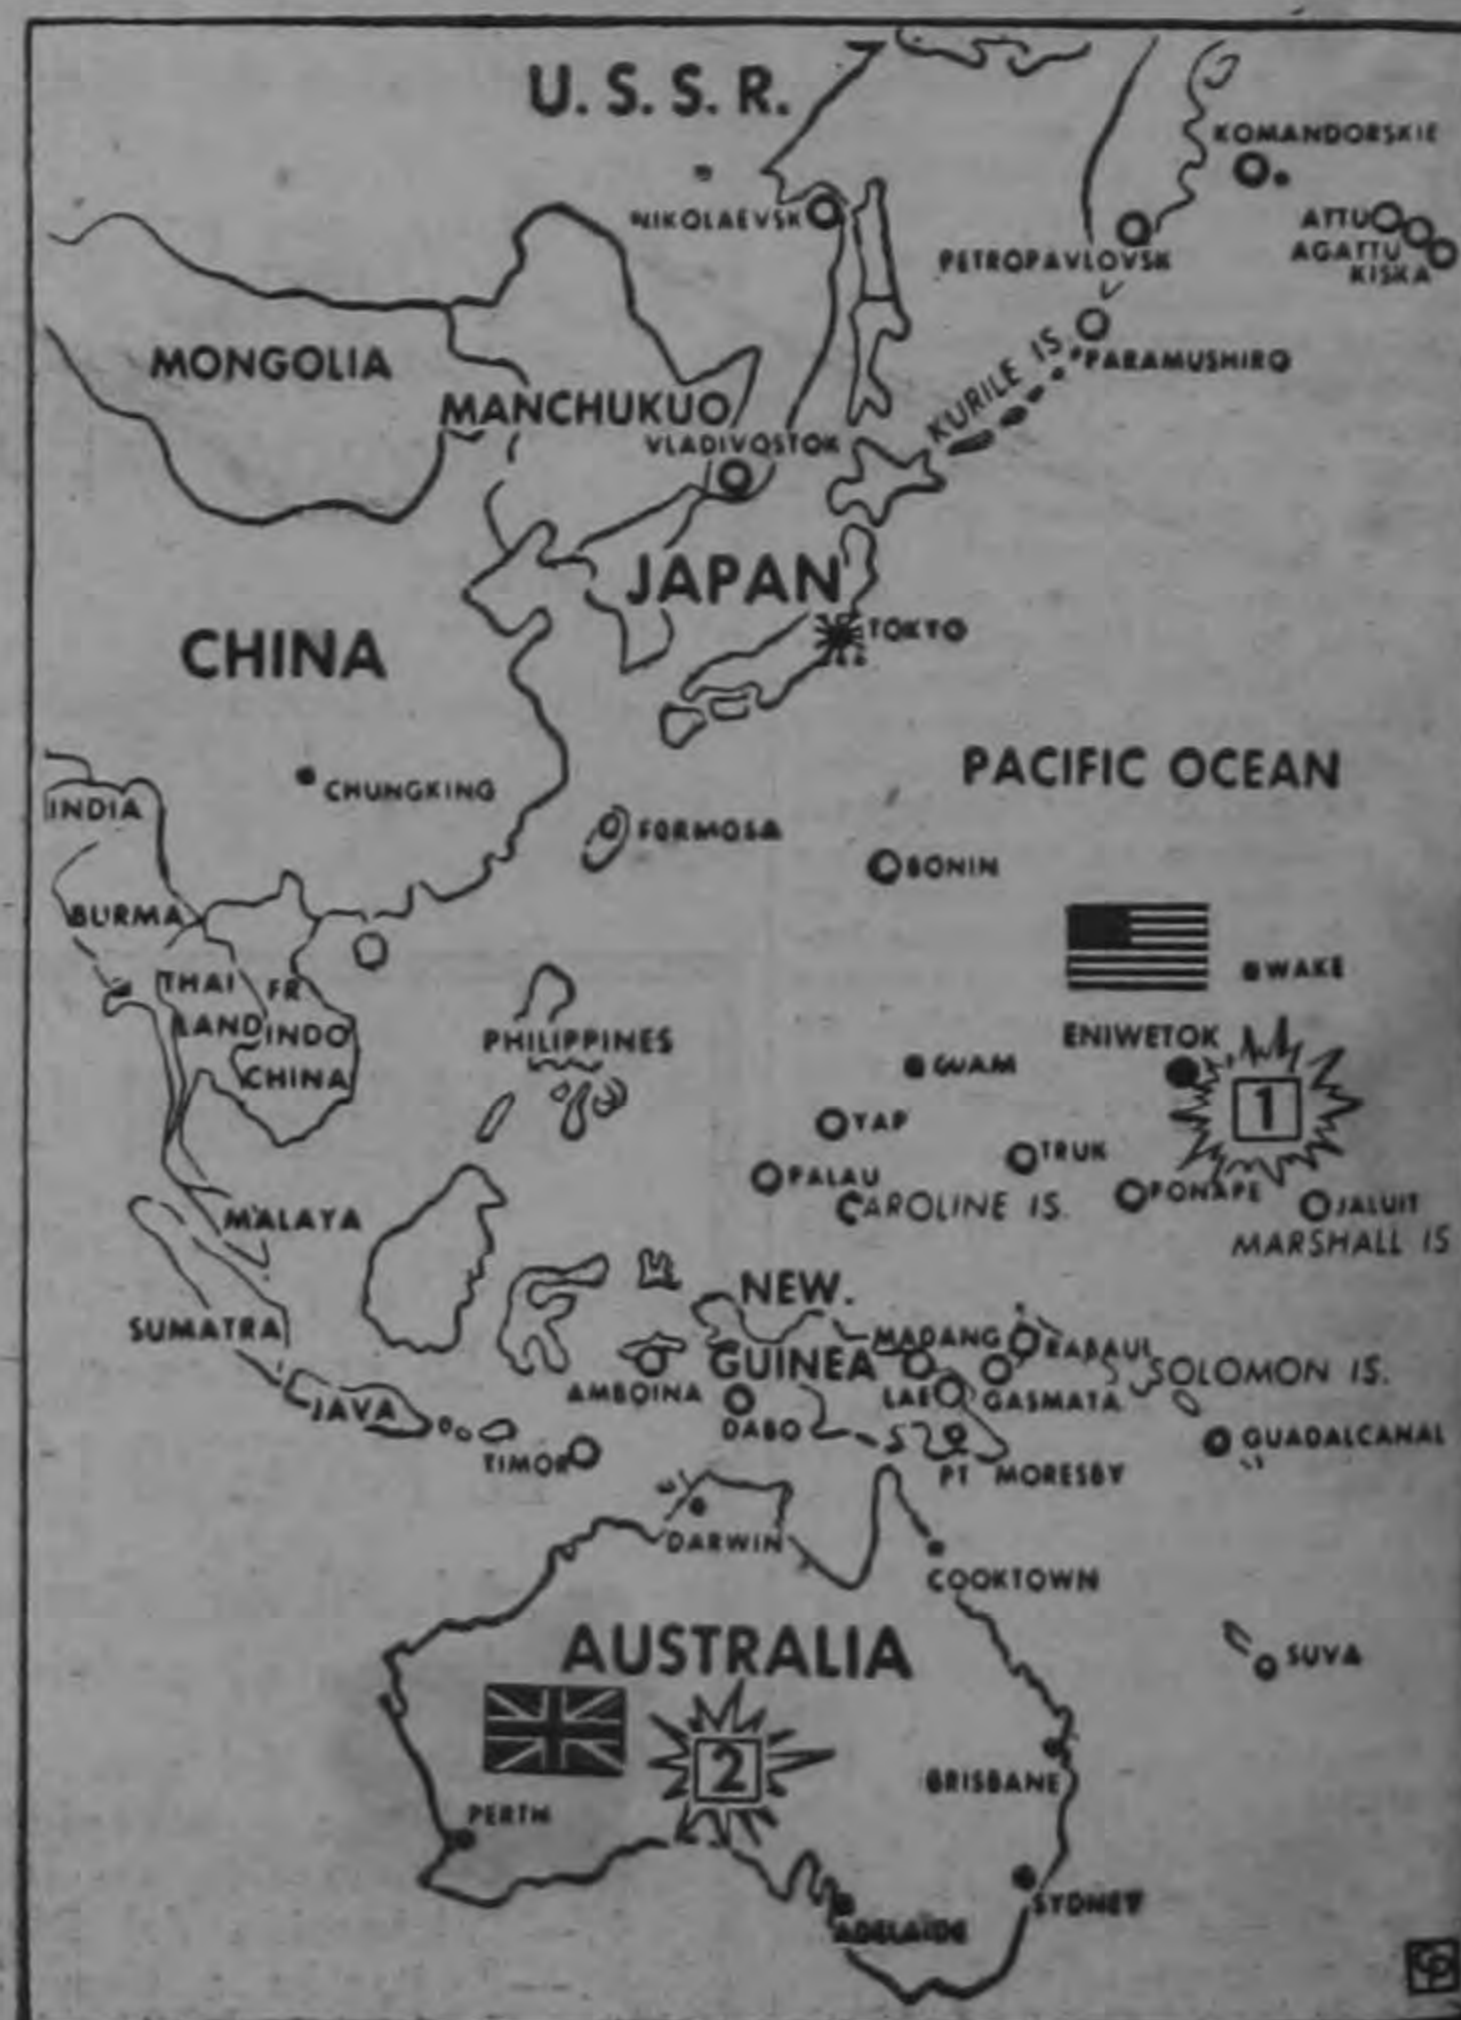 U. S. S. R.
KOMANDORSKIE
NIKOLAEVSK
ATTU
AGATTU
KISKA
PETROPAVLOVSK
MONGOLIA
PARAMUSHIRO
KURILE IS.
MANCHUKUO
VLADIVOSTOK
JAPAN
TOKYO
CHINA
PACIFIC OCEAN
CHUNGKING
INDIA
FORMOSA
BONIN
BURMA
WAKE
THAI
LAND
FR
INDO
CHINA
PHILIPPINES
ENIWETOK
GUAM
1
YAP
TRUK
PALAU
CAROLINE IS.
PONAPE
JALUIT
MARSHALL IS
MALAYA
NEW.
GUINEA
SUMATRA
MADANG
RABAUL
SOLOMON IS.
AMBOINA
LAE
GASMATA
JAVA
DABO
GUADALCANAL
TIMOR
PT MORESBY
DARWIN
COOKTOWN
AUSTRALIA
SUVA
2
BRISBANE
PERTH
SYDNEY
ADELAIDE
CP